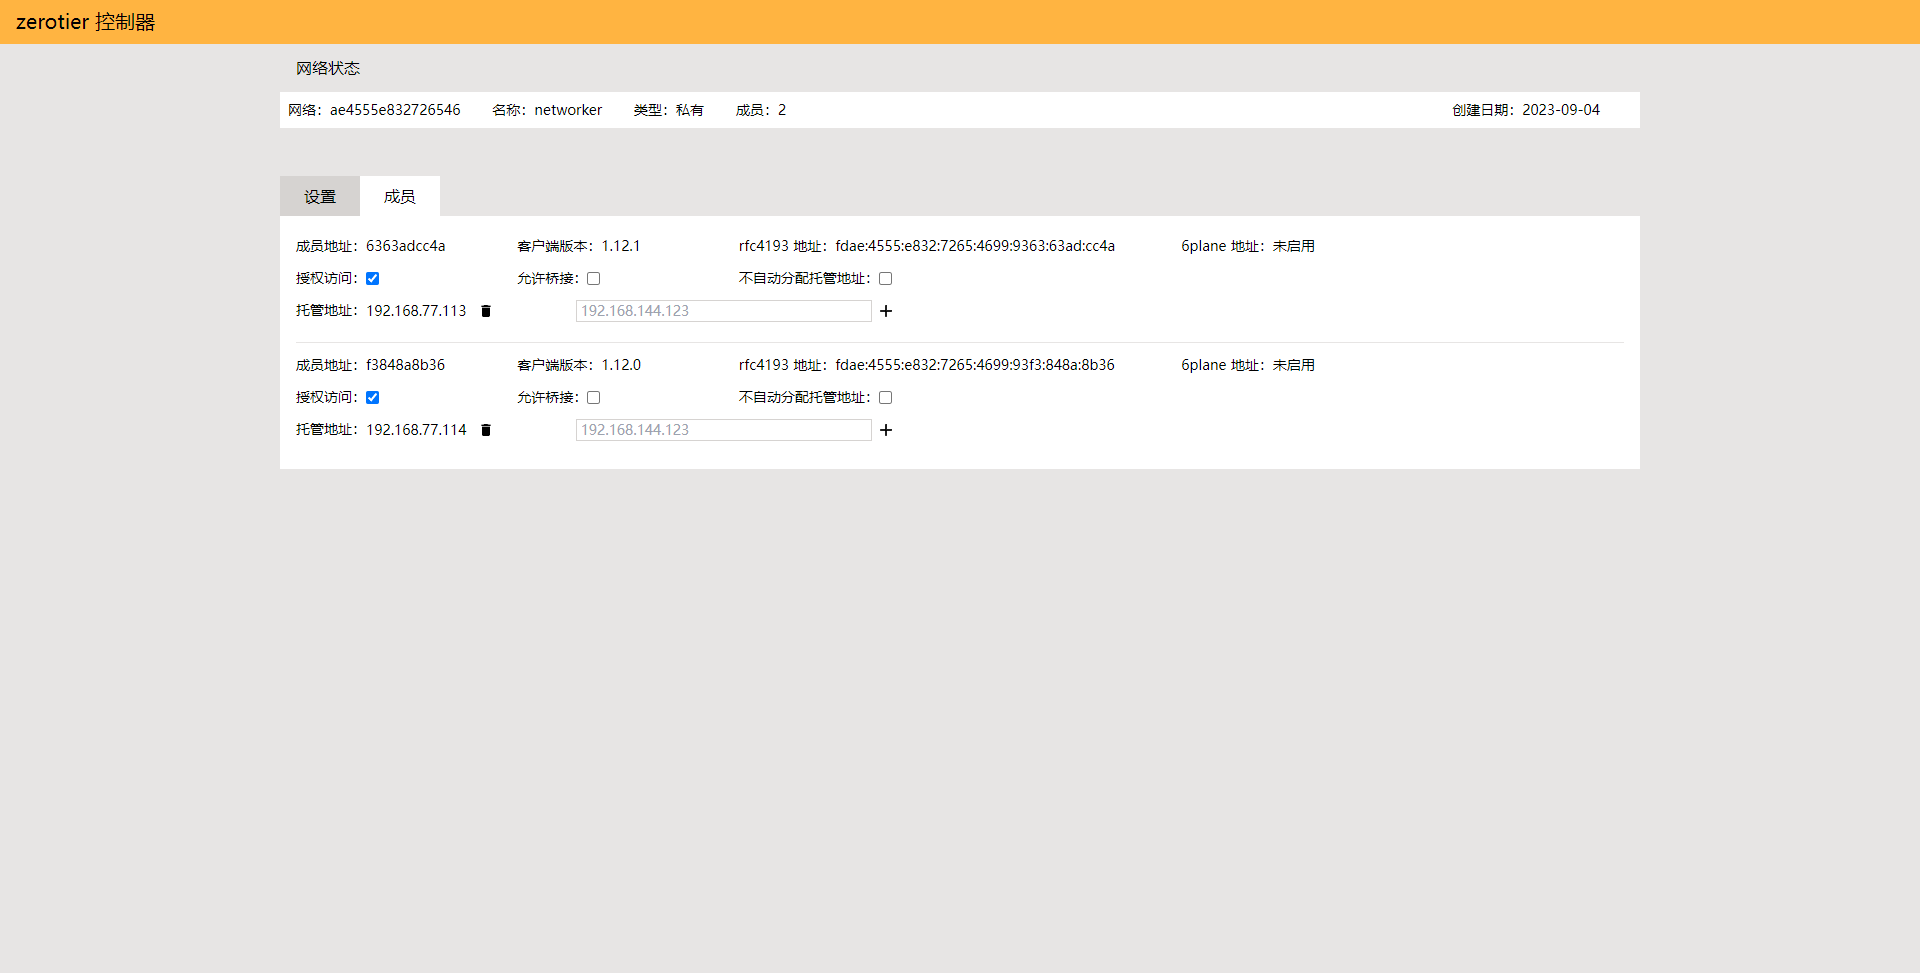 zerotier 控制器
网络状态
网络：ae4555e832726546 名称：networker 类型：私有 成员：2 创建日期：2023-09-04
设置 成员
成员地址：6363adcc4a 客户端版本：1.12.1 rfc4193 地址：fdae:4555:e832:7265:4699:9363:63ad:cc4a 6plane 地址：未启用
授权访问： 允许桥接： 不自动分配托管地址：
托管地址：192.168.77.113 192.168.144.123
成员地址：f3848a8b36 客户端版本：1.12.0 rfc4193 地址：fdae:4555:e832:7265:4699:93f3:848a:8b36 6plane 地址：未启用
授权访问： 允许桥接： 不自动分配托管地址：
托管地址：192.168.77.114 192.168.144.123